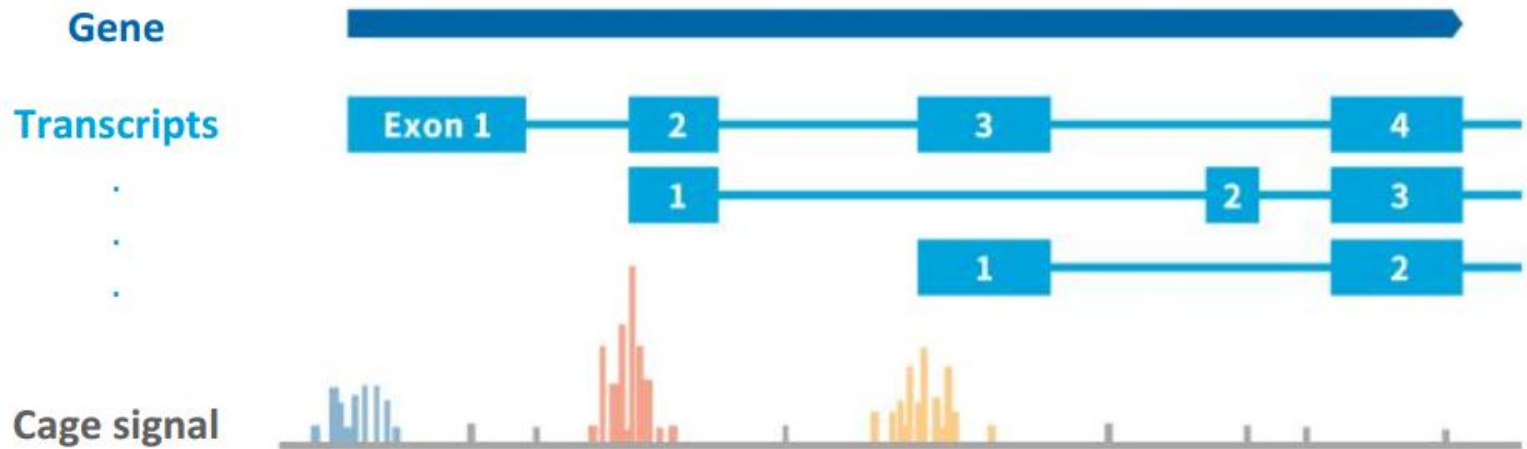 Gene
Transcripts
Exon 1 2 3 4
.
1 2 3
.
1 2
.
Cage signal